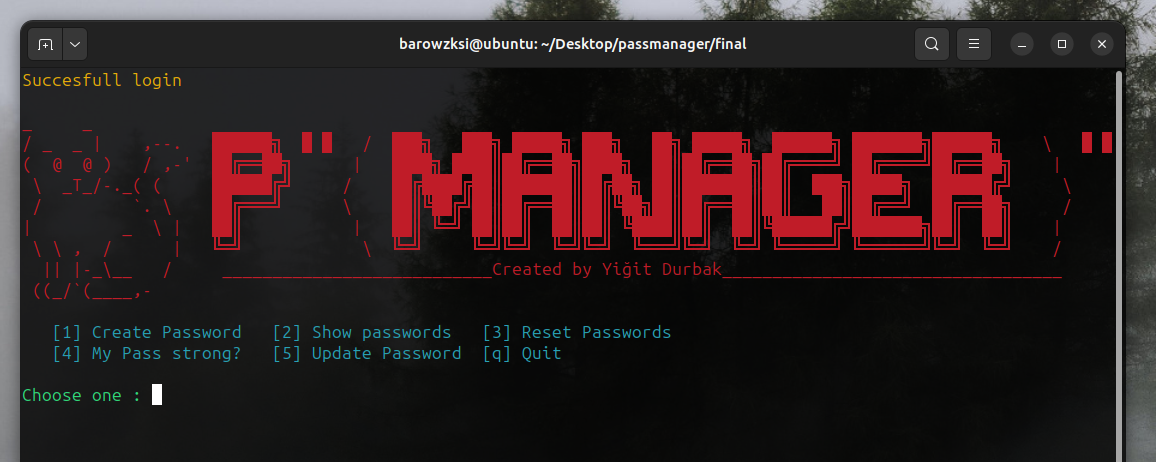 barowzksi@ubuntu: ~/Desktop/passmanager/final
Succesfull login
P" MANAGER "
Created by Yiğit Durbak
[1] Create Password [2] Show passwords [3] Reset Passwords
[4] My Pass strong? [5] Update Password [q] Quit
Choose one :